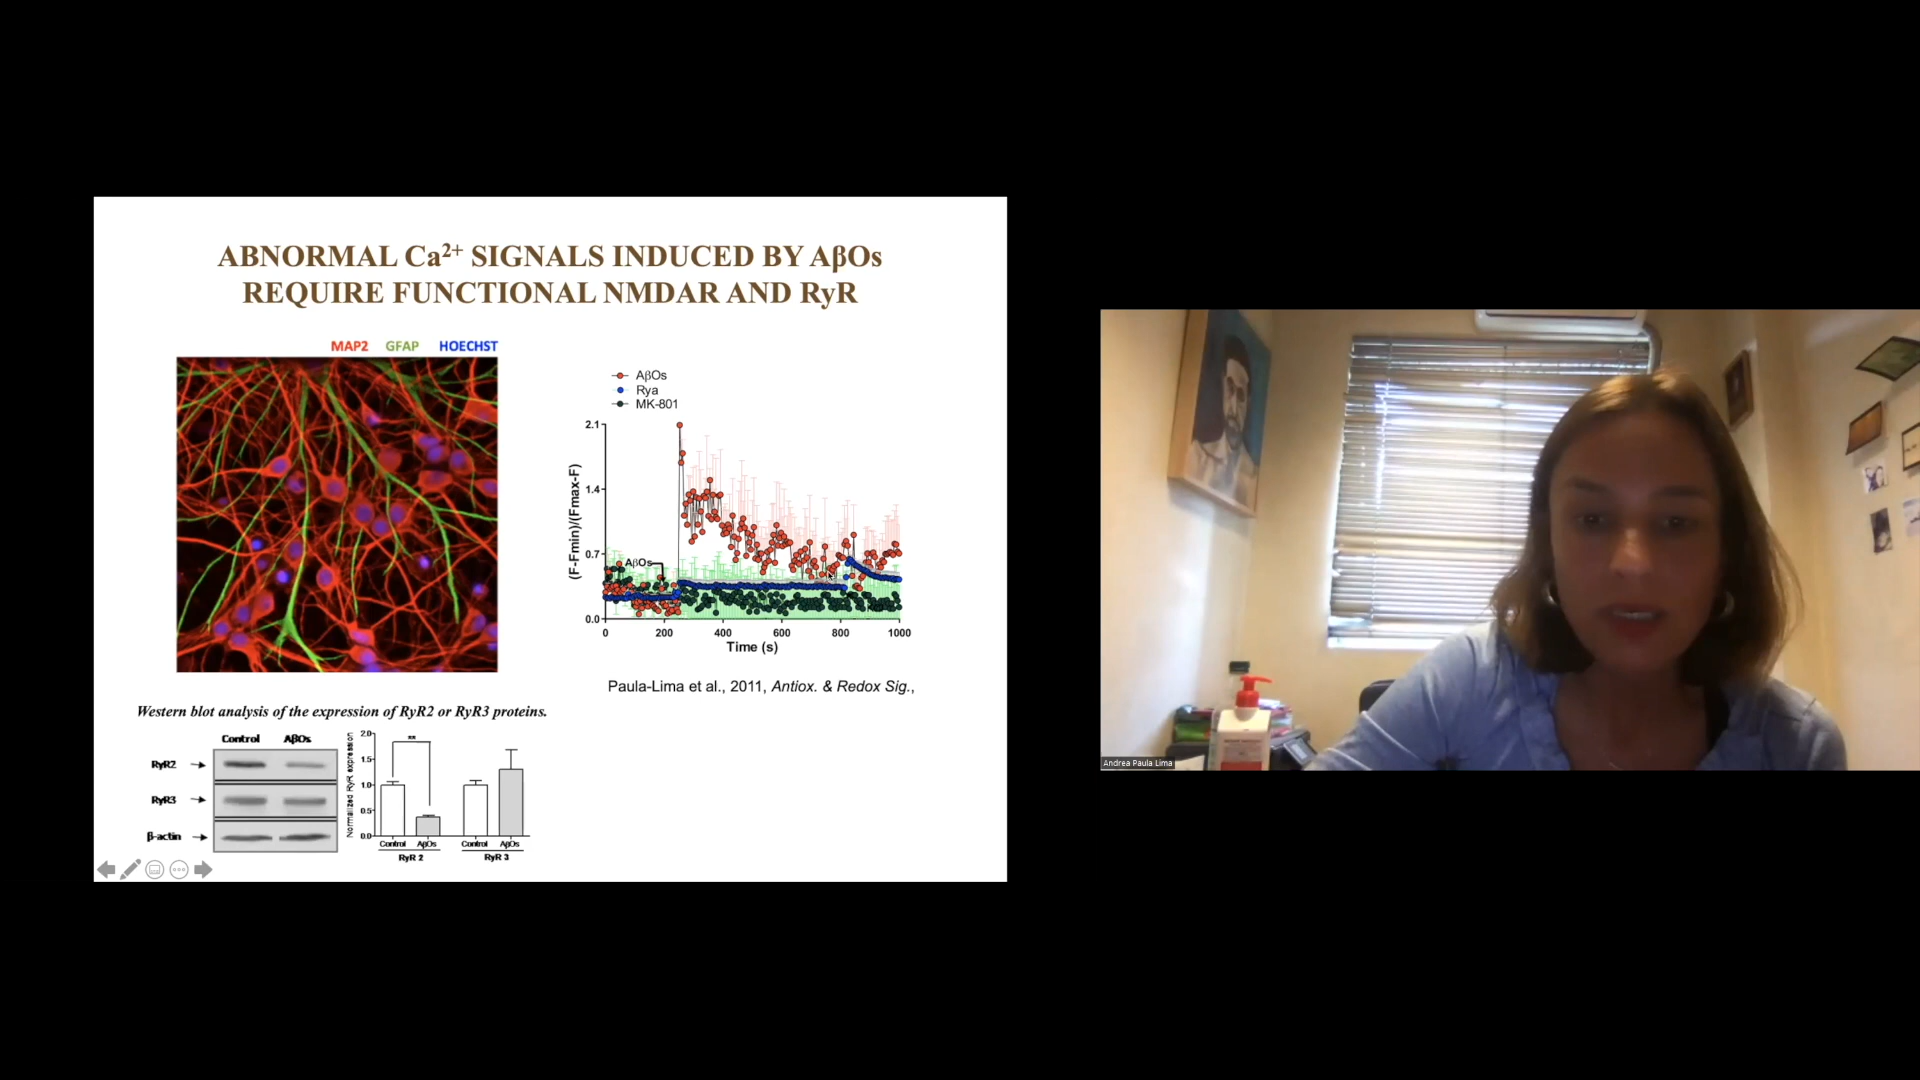 ABNORMAL Ca²⁺ SIGNALS INDUCED BY AβOs
REQUIRE FUNCTIONAL NMDAR AND RyR
MAP2 GFAP HOECHST
AβOs
Rya
MK-801
2.1
1.4
0.7
0.0
(F-Fmin)/(Fmax-F)
AβOs
0 200 400 600 800 1000
Time (s)
Paula-Lima et al., 2011, Antiox. & Redox Sig.,
Western blot analysis of the expression of RyR2 or RyR3 proteins.
Control AβOs
RyR2
RyR3
β-actin
Normalized RyR expression
2.0
1.5
1.0
0.5
0.0
**
Control AβOs Control AβOs
RyR 2 RyR 3
Andrea Paula Lima